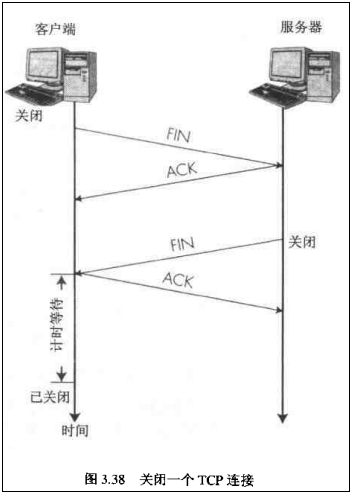 客户端
服务器
关闭
FIN
ACK
FIN
关闭
ACK
计时等待
已关闭
时间
图 3.38 关闭一个 TCP 连接